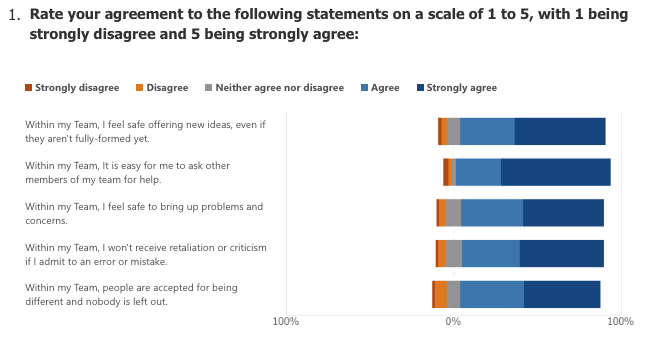 1. Rate your agreement to the following statements on a scale of 1 to 5, with 1 being
strongly disagree and 5 being strongly agree:
Strongly disagree Disagree Neither agree nor disagree Agree Strongly agree
Within my Team, I feel safe offering new ideas, even if
they aren't fully-formed yet.
Within my Team, It is easy for me to ask other
members of my team for help.
Within my Team, I feel safe to bring up problems and
concerns.
Within my Team, I won't receive retaliation or criticism
if I admit to an error or mistake.
Within my Team, people are accepted for being
different and nobody is left out.
100% 0% 100%